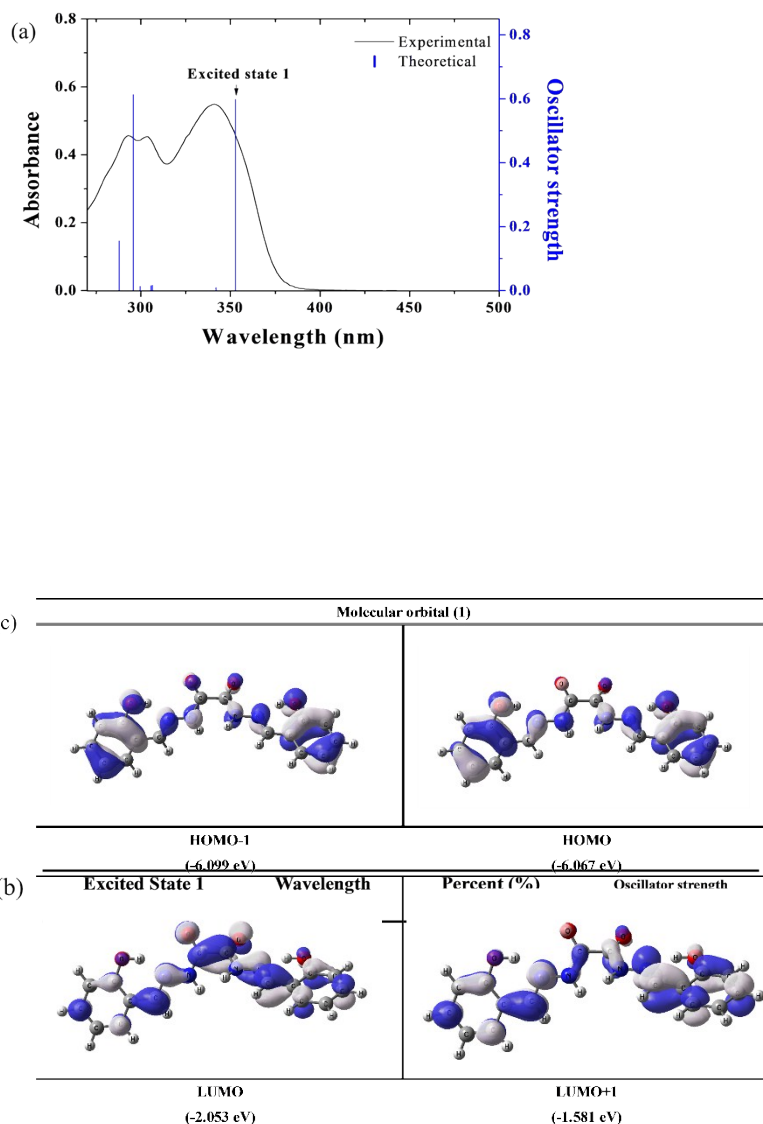 (a)
0.8
0.6
0.4
0.2
0.0
Absorbance
Experimental
Theoretical
Excited state 1
0.8
0.6
0.4
0.2
0.0
Oscillator strength
300 350 400 450 500
Wavelength (nm)
c)
Molecular orbital (1)
HOMO-1 HOMO
(-6.099 eV) (-6.067 eV)
(b)
Excited State 1 Wavelength Percent (%) Oscillator strength
LUMO LUMO+1
(-2.053 eV) (-1.581 eV)